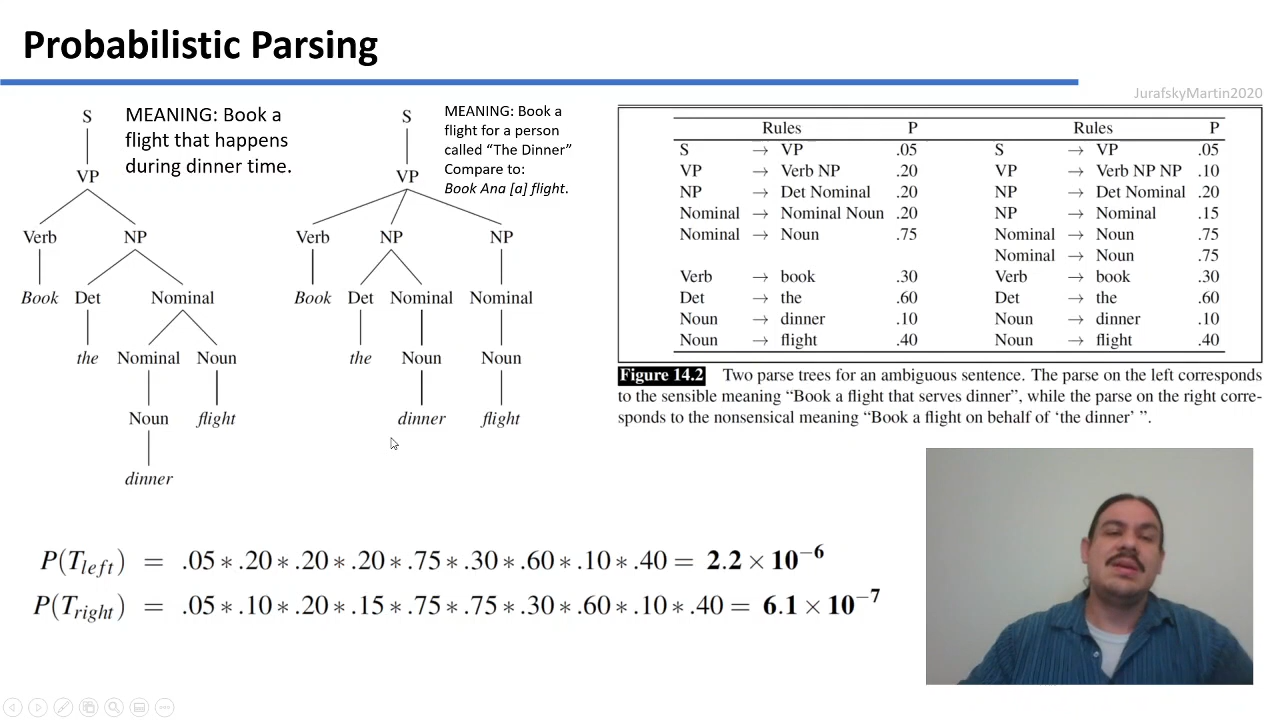 Probabilistic Parsing
JurafskyMartin2020
S
VP
Verb NP
Book Det Nominal
the Nominal Noun
Noun flight
dinner
MEANING: Book a
flight that happens
during dinner time.
S
VP
Verb NP NP
Book Det Nominal Nominal
the Noun Noun
dinner flight
MEANING: Book a
flight for a person
called “The Dinner”
Compare to:
Book Ana [a] flight.
Rules P Rules P
S → VP .05 S → VP .05
VP → Verb NP .20 VP → Verb NP NP .10
NP → Det Nominal .20 NP → Det Nominal .20
Nominal → Nominal Noun .20 NP → Nominal .15
Nominal → Noun .75 Nominal → Noun .75
Nominal → Noun .75
Verb → book .30 Verb → book .30
Det → the .60 Det → the .60
Noun → dinner .10 Noun → dinner .10
Noun → flight .40 Noun → flight .40
Figure 14.2 Two parse trees for an ambiguous sentence. The parse on the left corresponds
to the sensible meaning “Book a flight that serves dinner”, while the parse on the right corre-
sponds to the nonsensical meaning “Book a flight on behalf of ‘the dinner’ ”.
P(T_left) = .05 * .20 * .20 * .20 * .75 * .30 * .60 * .10 * .40 = 2.2 × 10⁻⁶
P(T_right) = .05 * .10 * .20 * .15 * .75 * .75 * .30 * .60 * .10 * .40 = 6.1 × 10⁻⁷